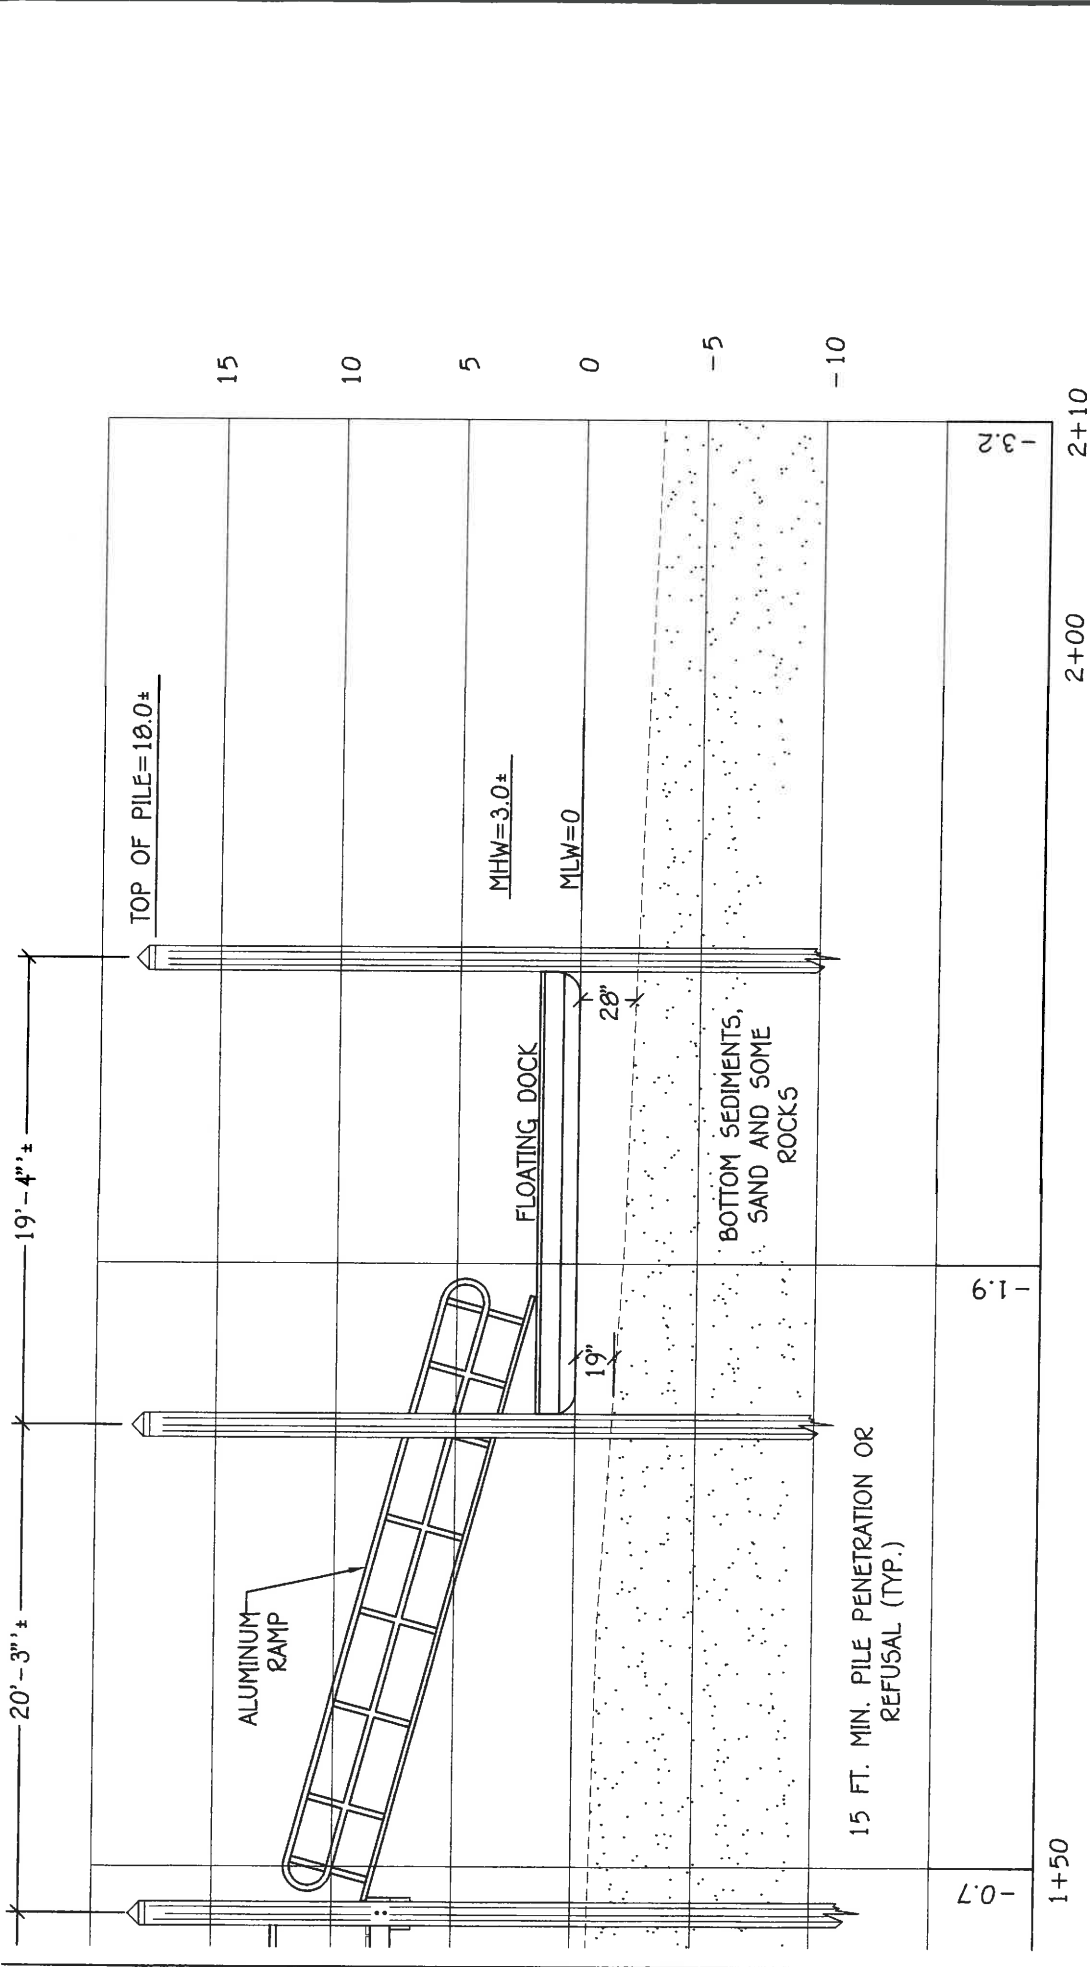 20'-3"'±
19'-4"'±
TOP OF PILE=18.0±
ALUMINUM
RAMP
MHW=3.0±
MLW=0
FLOATING DOCK
19"
28"
BOTTOM SEDIMENTS,
SAND AND SOME
ROCKS
15 FT. MIN. PILE PENETRATION OR
REFUSAL (TYP.)
15
10
5
0
-5
-10
-0.7
-1.9
-3.2
1+50
2+00
2+10